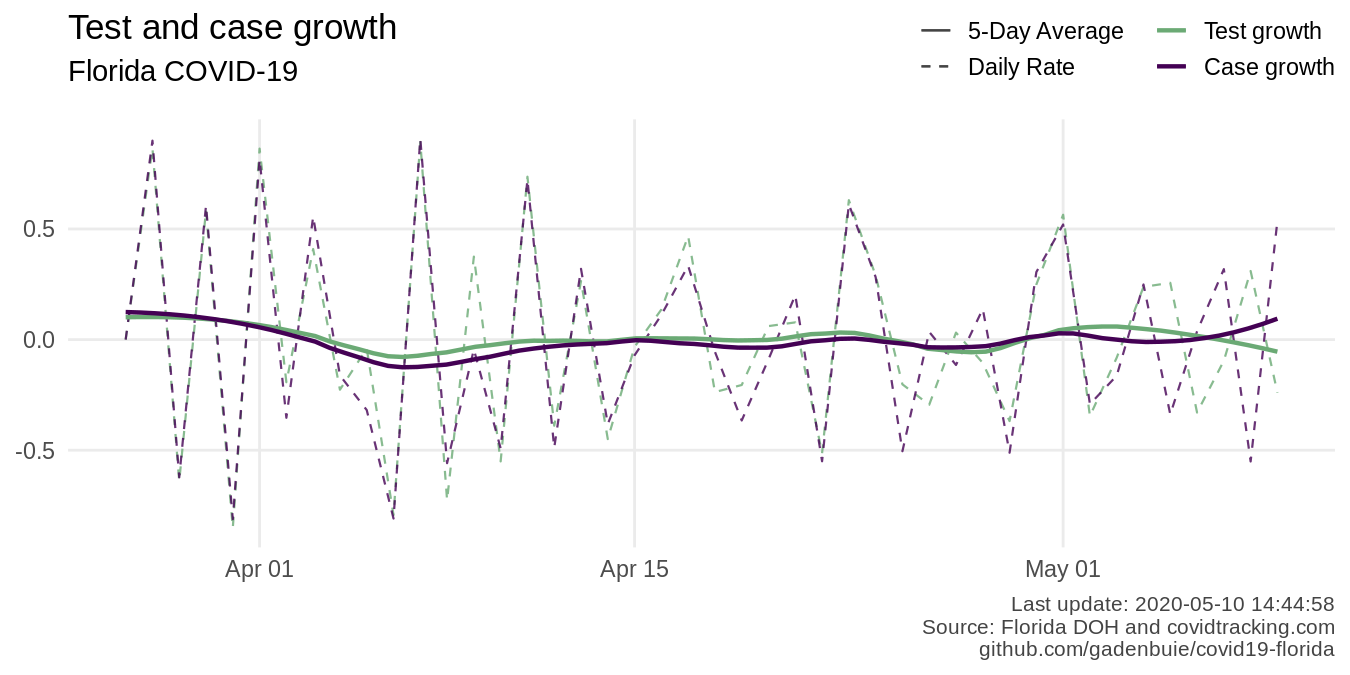 Test and case growth
Florida COVID-19
5-Day Average
Test growth
Daily Rate
Case growth
0.5
0.0
-0.5
Apr 01
Apr 15
May 01
Last update: 2020-05-10 14:44:58
Source: Florida DOH and covidtracking.com
github.com/gadenbuie/covid19-florida